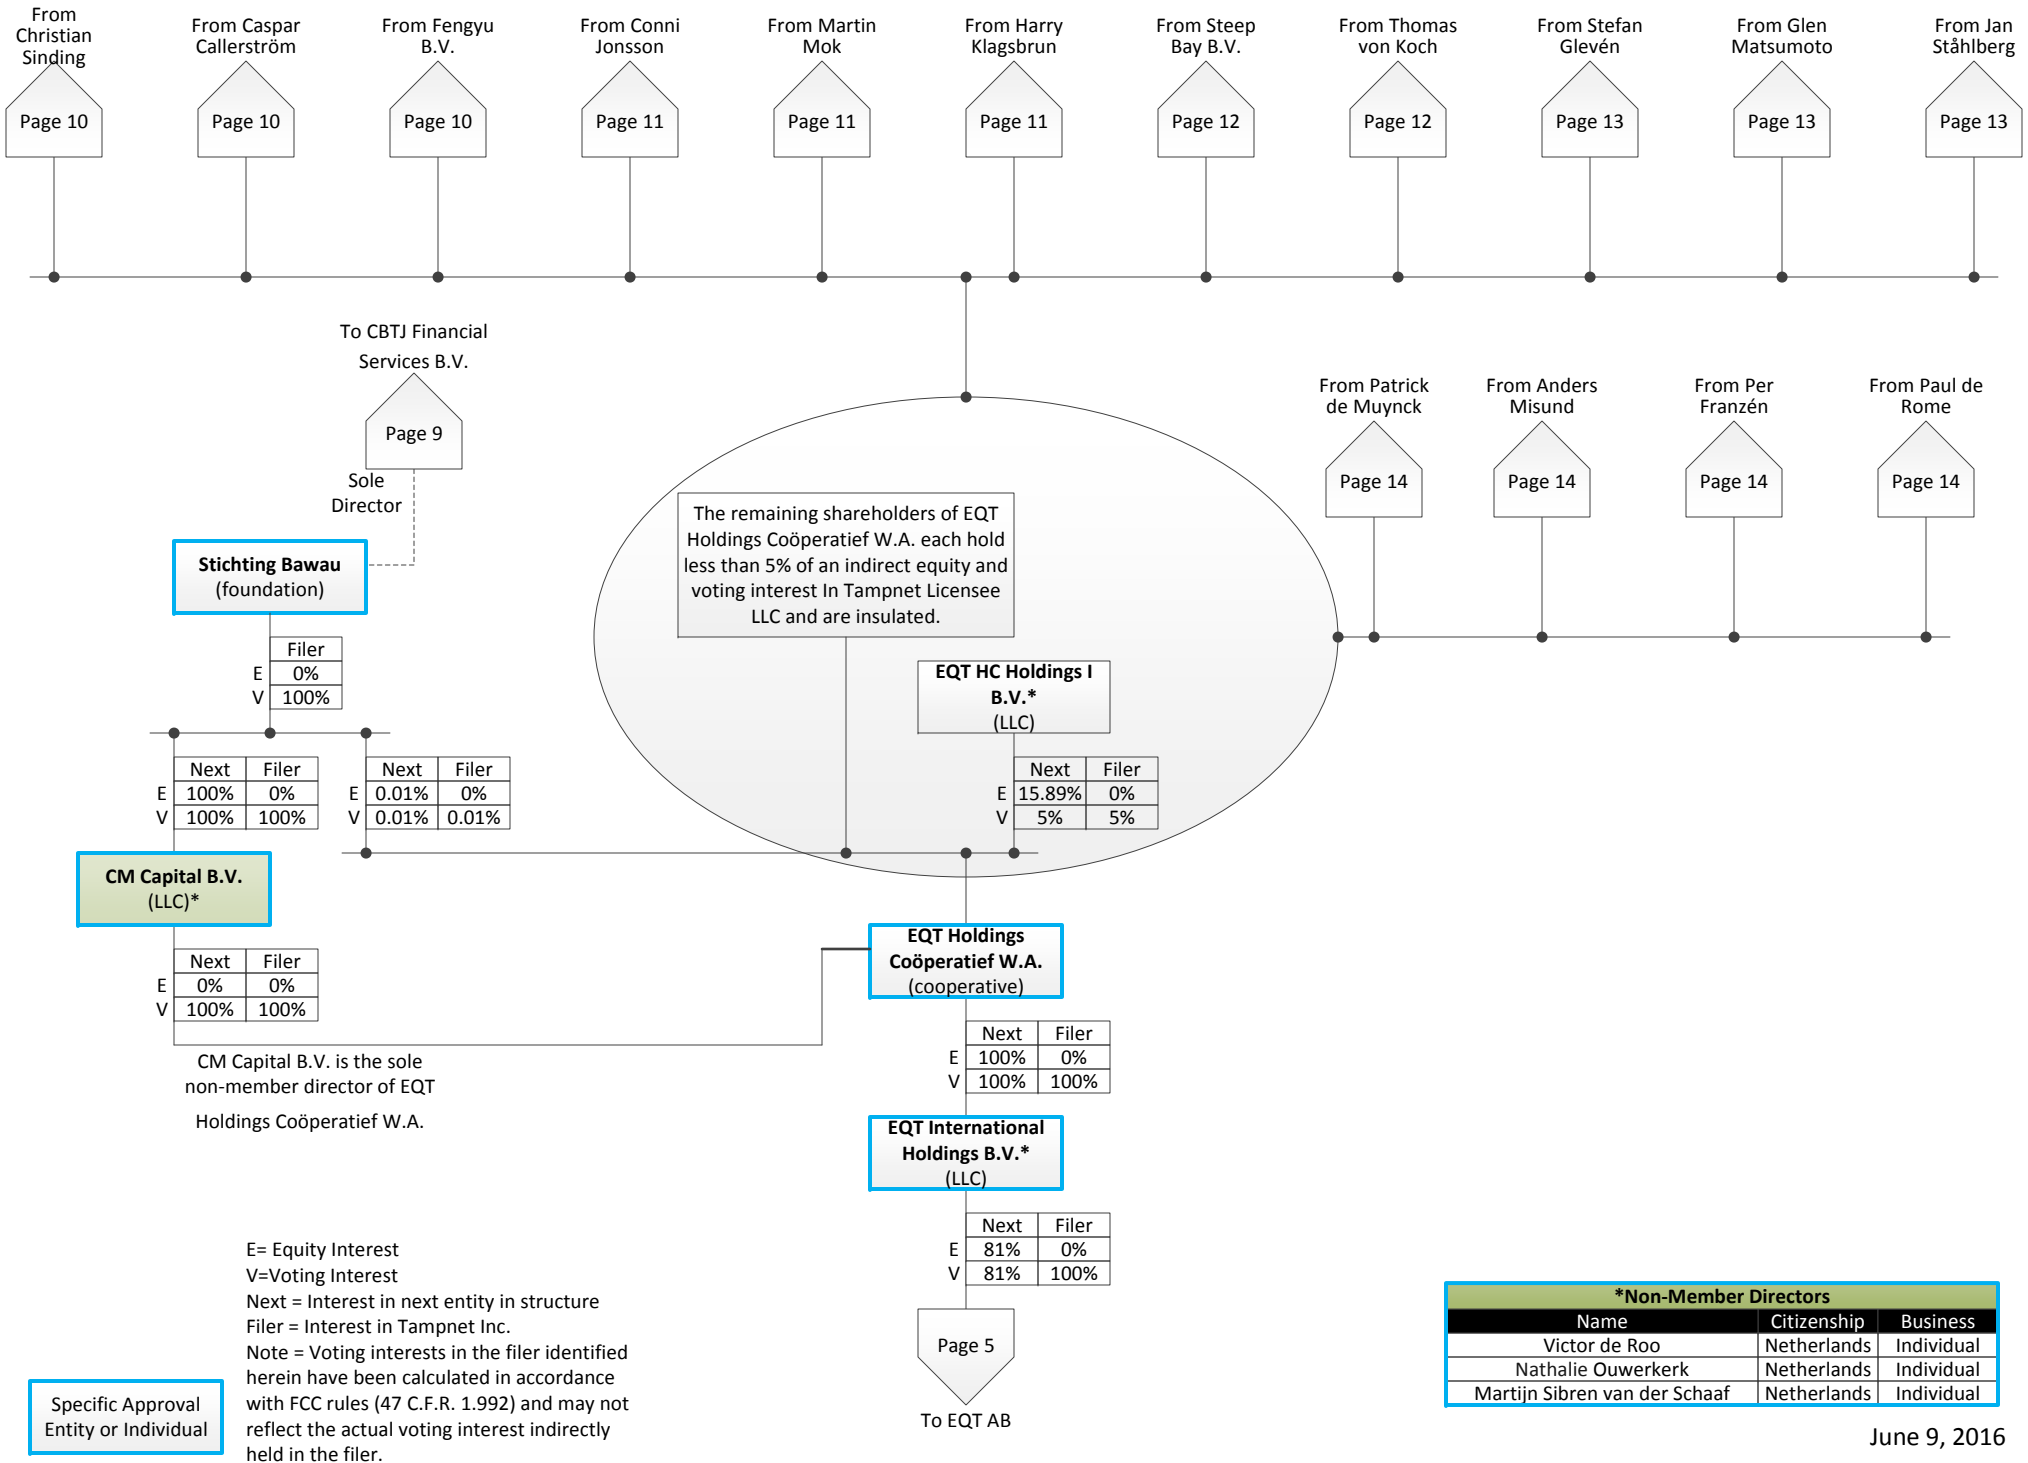 From
Christian
Sinding
From Caspar
Callerström
From Fengyu
B.V.
From Conni
Jonsson
From Martin
Mok
From Harry
Klagsbrun
From Steep
Bay B.V.
From Thomas
von Koch
From Stefan
Glevén
From Glen
Matsumoto
From Jan
Ståhlberg
Page 10
Page 10
Page 10
Page 11
Page 11
Page 11
Page 12
Page 12
Page 13
Page 13
Page 13
To CBTJ Financial
Services B.V.
Page 9
Sole
Director
From Patrick
de Muynck
From Anders
Misund
From Per
Franzén
From Paul de
Rome
Page 14
Page 14
Page 14
Page 14
The remaining shareholders of EQT
Holdings Coöperatief W.A. each hold
less than 5% of an indirect equity and
voting interest In Tampnet Licensee
LLC and are insulated.
Stichting Bawau
(foundation)
Filer
E 0%
V 100%
EQT HC Holdings I
B.V.*
(LLC)
Next Filer
E 100% 0%
V 100% 100%
Next Filer
E 0.01% 0%
V 0.01% 0.01%
Next Filer
E 15.89% 0%
V 5% 5%
CM Capital B.V.
(LLC)*
Next Filer
E 0% 0%
V 100% 100%
CM Capital B.V. is the sole
non-member director of EQT
Holdings Coöperatief W.A.
EQT Holdings
Coöperatief W.A.
(cooperative)
Next Filer
E 100% 0%
V 100% 100%
EQT International
Holdings B.V.*
(LLC)
Next Filer
E 81% 0%
V 81% 100%
Page 5
To EQT AB
E= Equity Interest
V=Voting Interest
Next = Interest in next entity in structure
Filer = Interest in Tampnet Inc.
Note = Voting interests in the filer identified
herein have been calculated in accordance
with FCC rules (47 C.F.R. 1.992) and may not
reflect the actual voting interest indirectly
held in the filer.
Specific Approval
Entity or Individual
*Non-Member Directors
Name Citizenship Business
Victor de Roo Netherlands Individual
Nathalie Ouwerkerk Netherlands Individual
Martijn Sibren van der Schaaf Netherlands Individual
June 9, 2016